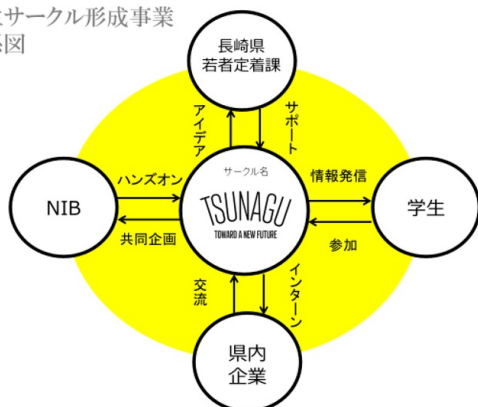 サークル形成事業
図
長崎県
若者定着課
アイデア
サポート
サークル名
TSUNAGU
TOWARD A NEW FUTURE
NIB
ハンズオン
共同企画
情報発信
参加
学生
交流
インターン
県内
企業